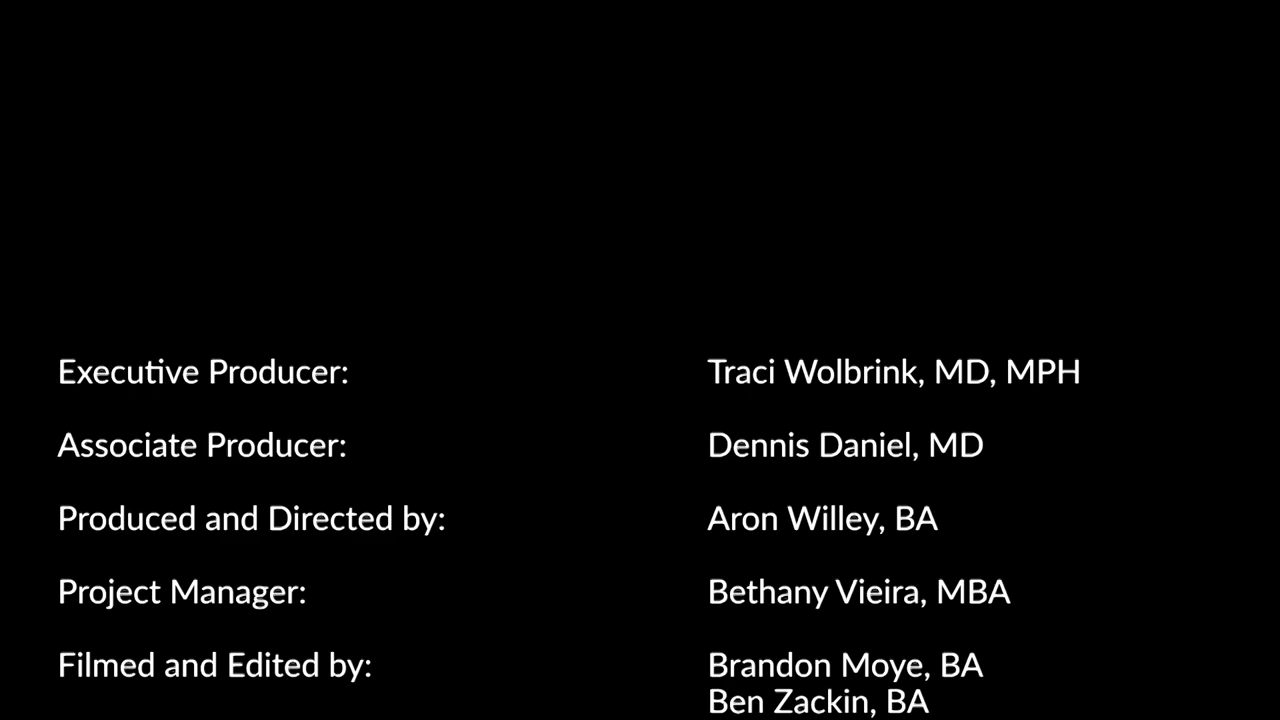 Executive Producer: Traci Wolbrink, MD, MPH
Associate Producer: Dennis Daniel, MD
Produced and Directed by: Aron Willey, BA
Project Manager: Bethany Vieira, MBA
Filmed and Edited by: Brandon Moye, BA
Ben Zackin, BA